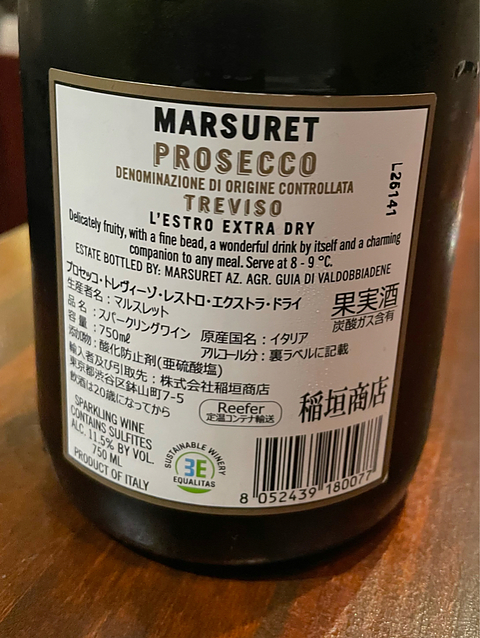 MARSURET
PROSECCO
DENOMINAZIONE DI ORIGINE CONTROLLATA
TREVISO
L'ESTRO EXTRA DRY
L25141
Delicately fruity, with a fine bead, a wonderful drink by itself and a charming
companion to any meal. Serve at 8 - 9 °C.
ESTATE BOTTLED BY: MARSURET AZ. AGR. GUIA DI VALDOBBIADENE
プロセッコ・トレヴィーゾ・レストロ・エクストラ・ドライ
生産者名：マルスレット
品名：スパークリングワイン
容量：750㎖
原産国名：イタリア
添加物：酸化防止剤(亜硫酸塩)
アルコール分：裏ラベルに記載
輸入者及び引取先：株式会社稲垣商店
東京都渋谷区鉢山町7-5
飲酒は20歳になってから
果実酒
炭酸ガス含有
Reefer
定温コンテナ輸送
稲垣商店
SPARKLING WINE
CONTAINS SULFITES
ALC. 11.5% BY VOL.
750 ML
PRODUCT OF ITALY
SUSTAINABLE WINERY
3E
EQUALITAS
8 052439 180077